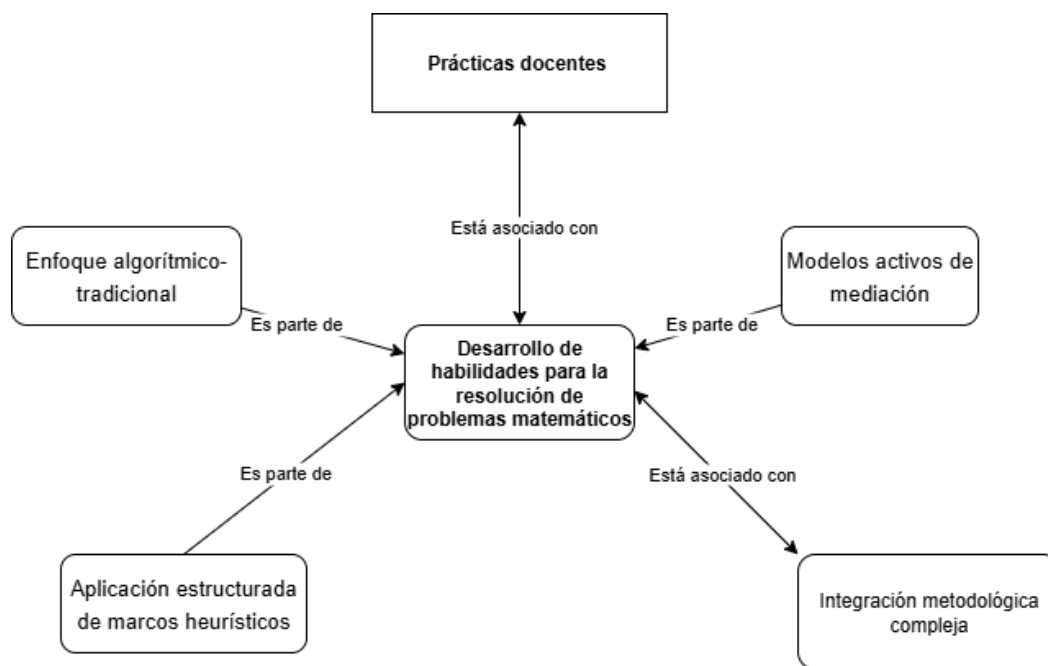 Prácticas docentes
Está asociado con
Enfoque algorítmico-
tradicional
Modelos activos de
mediación
Es parte de
Es parte de
Desarrollo de
habilidades para la
resolución de
problemas matemáticos
Es parte de
Está asociado con
Aplicación estructurada
de marcos heurísticos
Integración metodológica
compleja